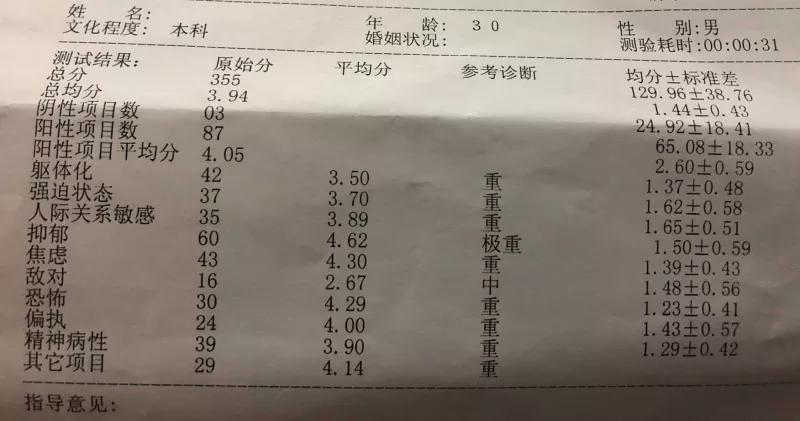 姓 名:
年 龄: 30
性 别:男
文化程度: 本科
婚姻状况:
测验耗时:00:00:31
测试结果: 原始分 平均分 参考诊断 均分±标准差
总分 355 129.96±38.76
总均分 3.94 1.44±0.43
阴性项目数 03 24.92±18.41
阳性项目数 87 65.08±18.33
阳性项目平均分 4.05 2.60±0.59
躯体化 42 3.50 重 1.37±0.48
强迫状态 37 3.70 重 1.62±0.58
人际关系敏感 35 3.89 重 1.65±0.51
抑郁 60 4.62 极重 1.50±0.59
焦虑 43 4.30 重 1.39±0.43
敌对 16 2.67 中 1.48±0.56
恐怖 30 4.29 重 1.23±0.41
偏执 24 4.00 重 1.43±0.57
精神病性 39 3.90 重 1.29±0.42
其它项目 29 4.14 重
指导意见: